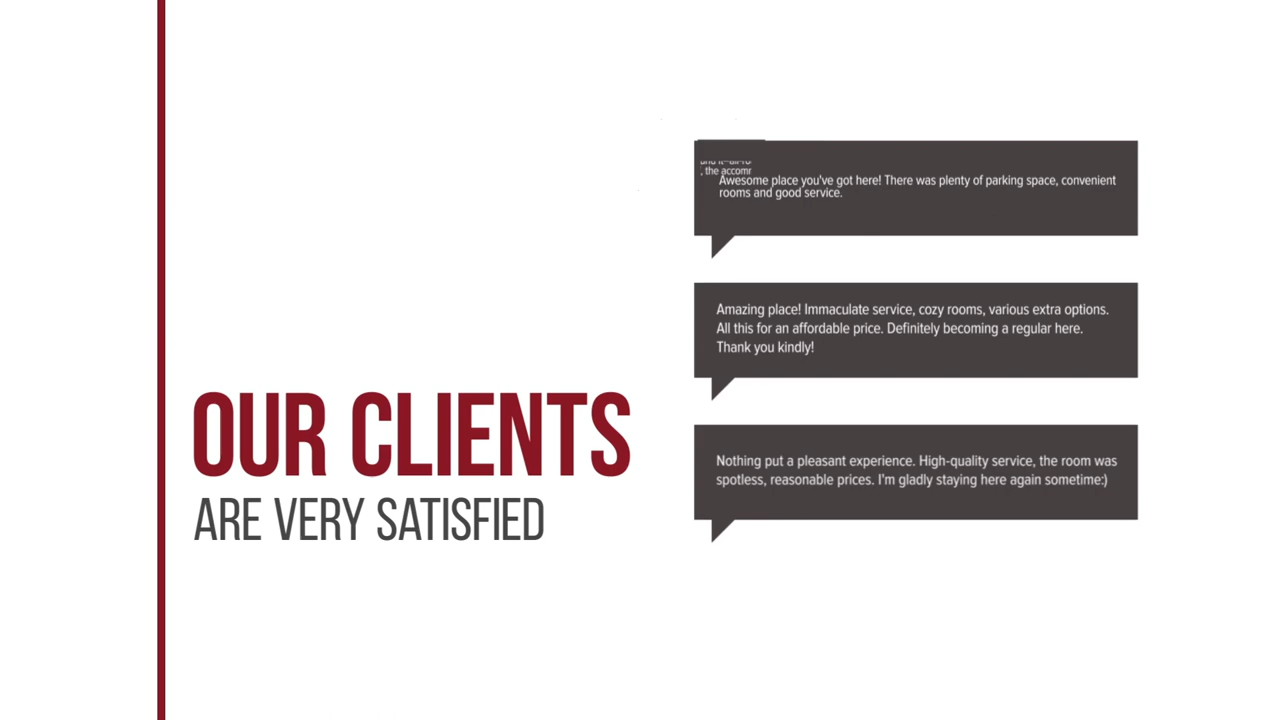 OUR CLIENTS
ARE VERY SATISFIED
, the accom
Awesome place you've got here! There was plenty of parking space, convenient
rooms and good service.
Amazing place! Immaculate service, cozy rooms, various extra options.
All this for an affordable price. Definitely becoming a regular here.
Thank you kindly!
Nothing put a pleasant experience. High-quality service, the room was
spotless, reasonable prices. I'm gladly staying here again sometime:)